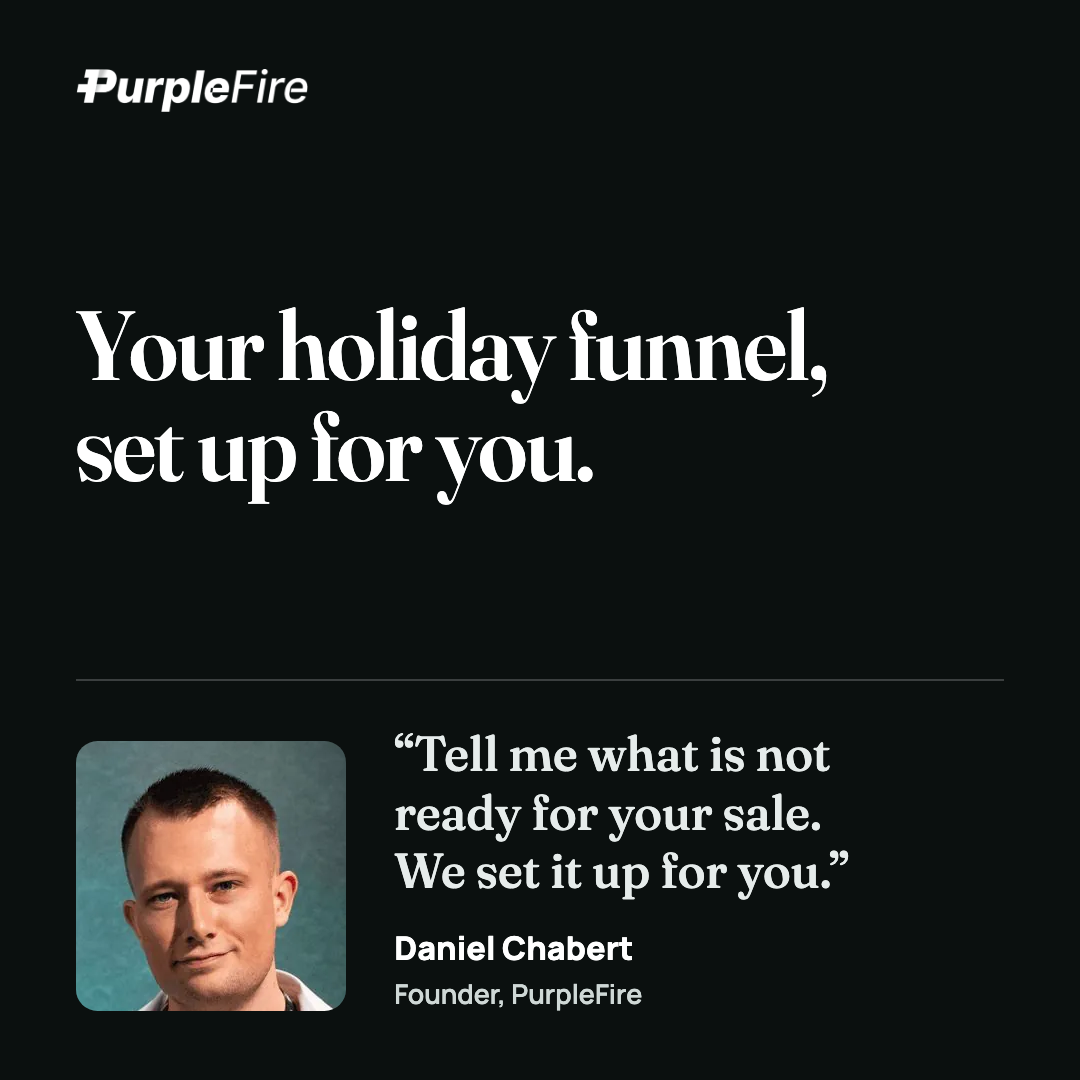 PurpleFire
Your holiday funnel,
set up for you.
“Tell me what is not
ready for your sale.
We set it up for you.”
Daniel Chabert
Founder, PurpleFire